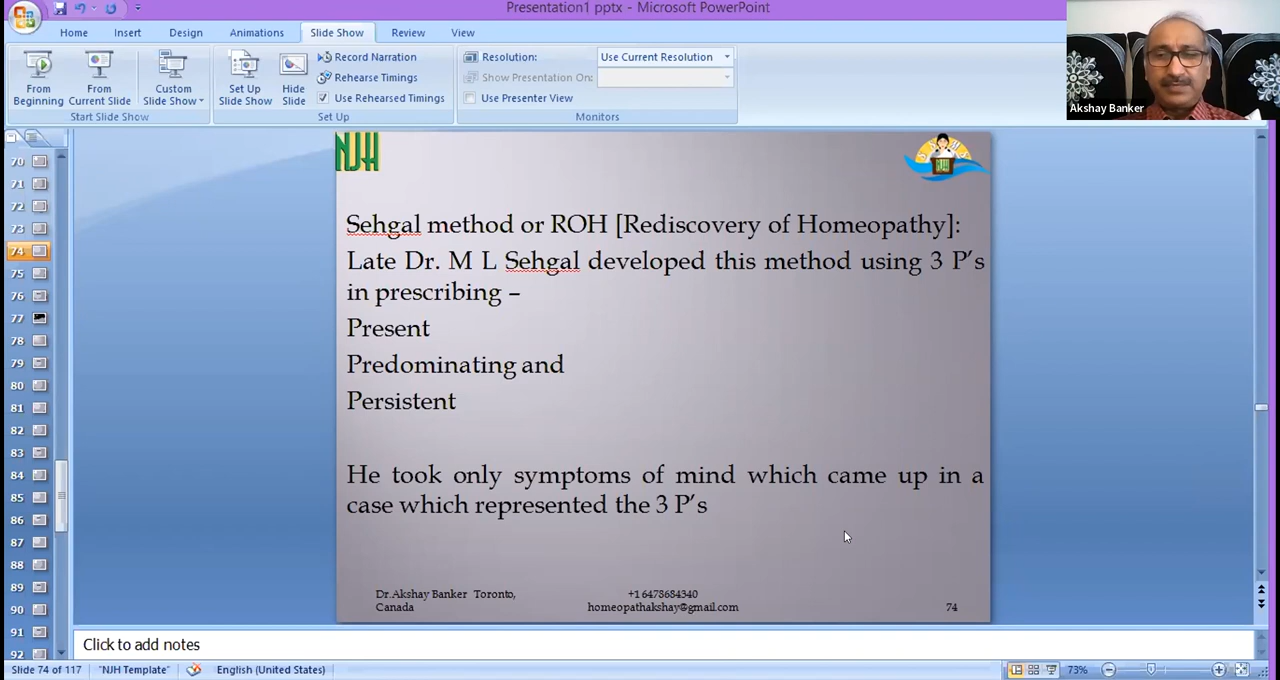 Presentation1 pptx - Microsoft PowerPoint
Home Insert Design Animations Slide Show Review View
From Beginning
From Current Slide
Custom Slide Show
Start Slide Show
Set Up Slide Show
Hide Slide
Record Narration
Rehearse Timings
Use Rehearsed Timings
Set Up
Resolution: Use Current Resolution
Show Presentation On:
Use Presenter View
Monitors
Akshay Banker
70
71
72
73
74
75
76
77
78
79
80
81
82
83
84
85
86
87
88
89
90
91
92
NJH
NJH
Sehgal method or ROH [Rediscovery of Homeopathy]:
Late Dr. M L Sehgal developed this method using 3 P's
in prescribing –
Present
Predominating and
Persistent
He took only symptoms of mind which came up in a
case which represented the 3 P's
Dr.Akshay Banker Toronto,
Canada
+1 6478684340
homeopathakshay@gmail.com
74
Click to add notes
Slide 74 of 117 "NJH Template" English (United States) 73%